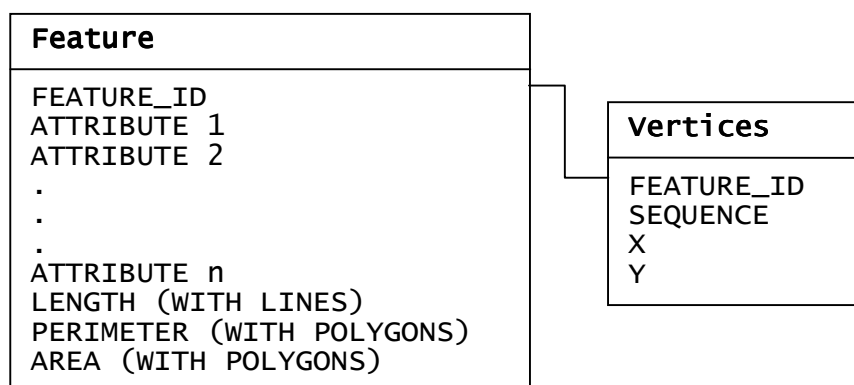 Feature
FEATURE_ID
ATTRIBUTE 1
ATTRIBUTE 2
.
.
.
ATTRIBUTE n
LENGTH (WITH LINES)
PERIMETER (WITH POLYGONS)
AREA (WITH POLYGONS)
Vertices
FEATURE_ID
SEQUENCE
X
Y